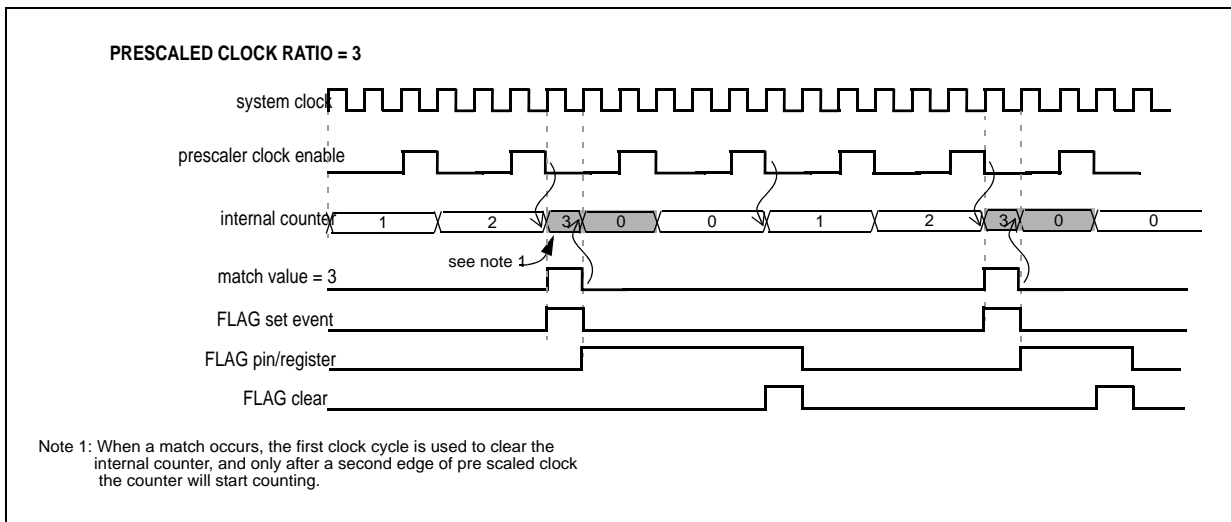 PRESCALED CLOCK RATIO = 3
system clock
prescaler clock enable
internal counter
1 2 3 0 0 1 2 3 0 0
see note 1
match value = 3
FLAG set event
FLAG pin/register
FLAG clear
Note 1: When a match occurs, the first clock cycle is used to clear the
internal counter, and only after a second edge of pre scaled clock
the counter will start counting.